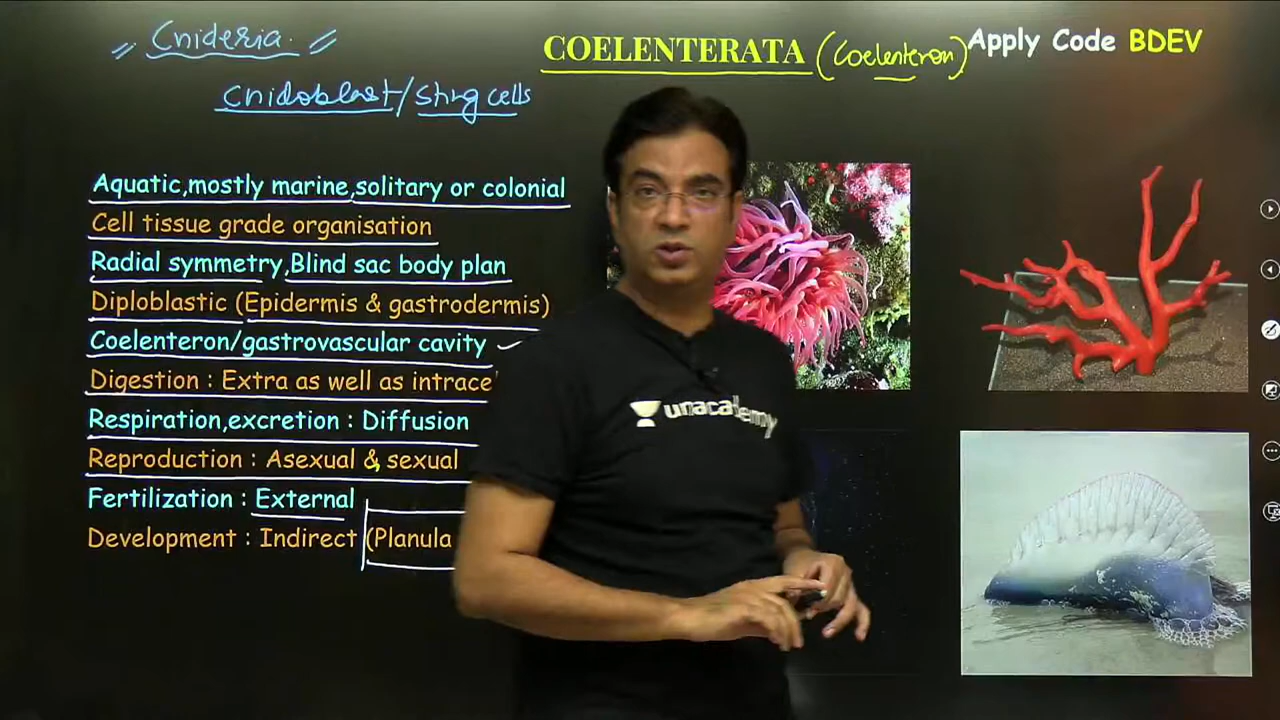 Cnideria.
COELENTERATA (Coelenteron)
Apply Code BDEV
Cnidoblast/Sting cells
Aquatic,mostly marine,solitary or colonial
Cell tissue grade organisation
Radial symmetry,Blind sac body plan
Diploblastic (Epidermis & gastrodermis)
Coelenteron/gastrovascular cavity
Digestion : Extra as well as intracel
Respiration,excretion : Diffusion
Reproduction : Asexual & sexual
Fertilization : External
Development : Indirect (Planula
unacademy